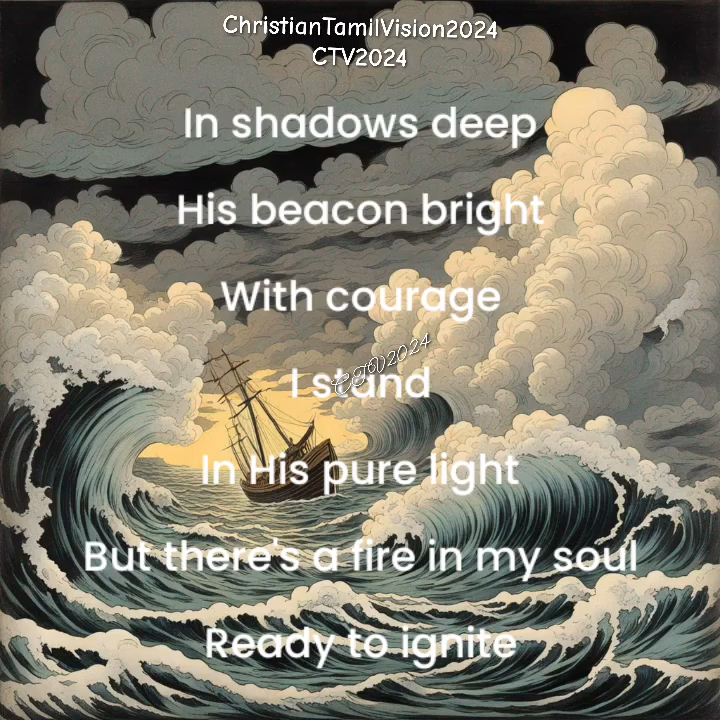 ChristianTamilVision2024
CTV2024
In shadows deep
His beacon bright
With courage
I stand
CTV2024
In His pure light
But there's a fire in my soul
Ready to ignite